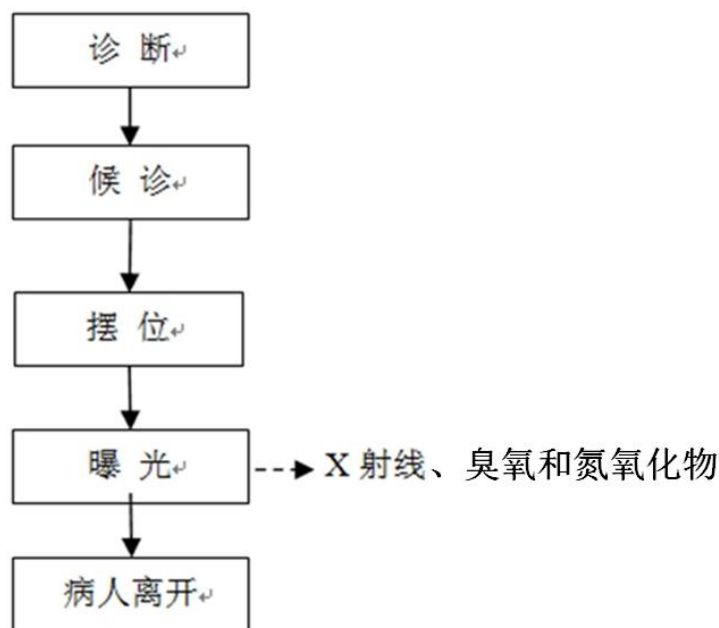 诊 断
候 诊
摆 位
曝 光
X 射线、臭氧和氮氧化物
病人离开